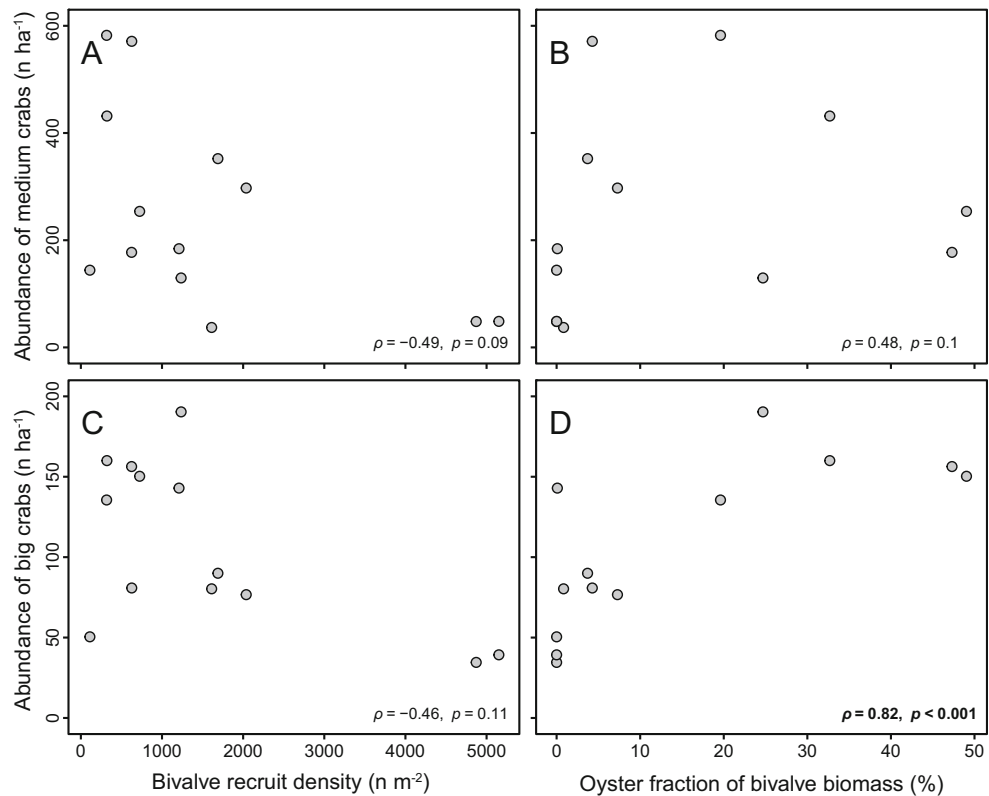 Abundance of medium crabs (n ha⁻¹)
600
400
200
0
A
ρ = −0.49, p = 0.09
B
ρ = 0.48, p = 0.1
Abundance of big crabs (n ha⁻¹)
200
150
100
50
0
C
ρ = −0.46, p = 0.11
D
ρ = 0.82, p < 0.001
0 1000 2000 3000 4000 5000
0 10 20 30 40 50
Bivalve recruit density (n m⁻²)
Oyster fraction of bivalve biomass (%)